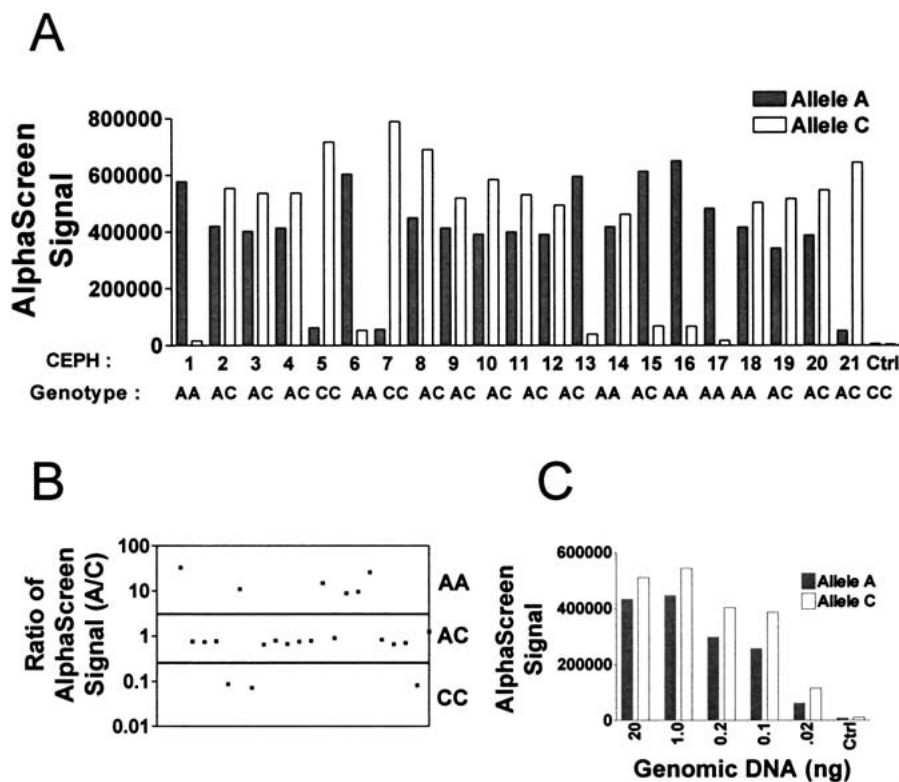 A
Allele A
Allele C
AlphaScreen
Signal
800000
600000
400000
200000
0
CEPH : 1 2 3 4 5 6 7 8 9 10 11 12 13 14 15 16 17 18 19 20 21 Ctrl
Genotype : AA AC AC AC CC AA CC AC AC AC AC AC AA AC AA AA AA AC AC AC CC
B
Ratio of
AlphaScreen
Signal (A/C)
100
10
1
0.1
0.01
AA
AC
CC
C
AlphaScreen
Signal
600000
400000
200000
0
Allele A
Allele C
20 1.0 0.2 0.1 .02 Ctrl
Genomic DNA (ng)